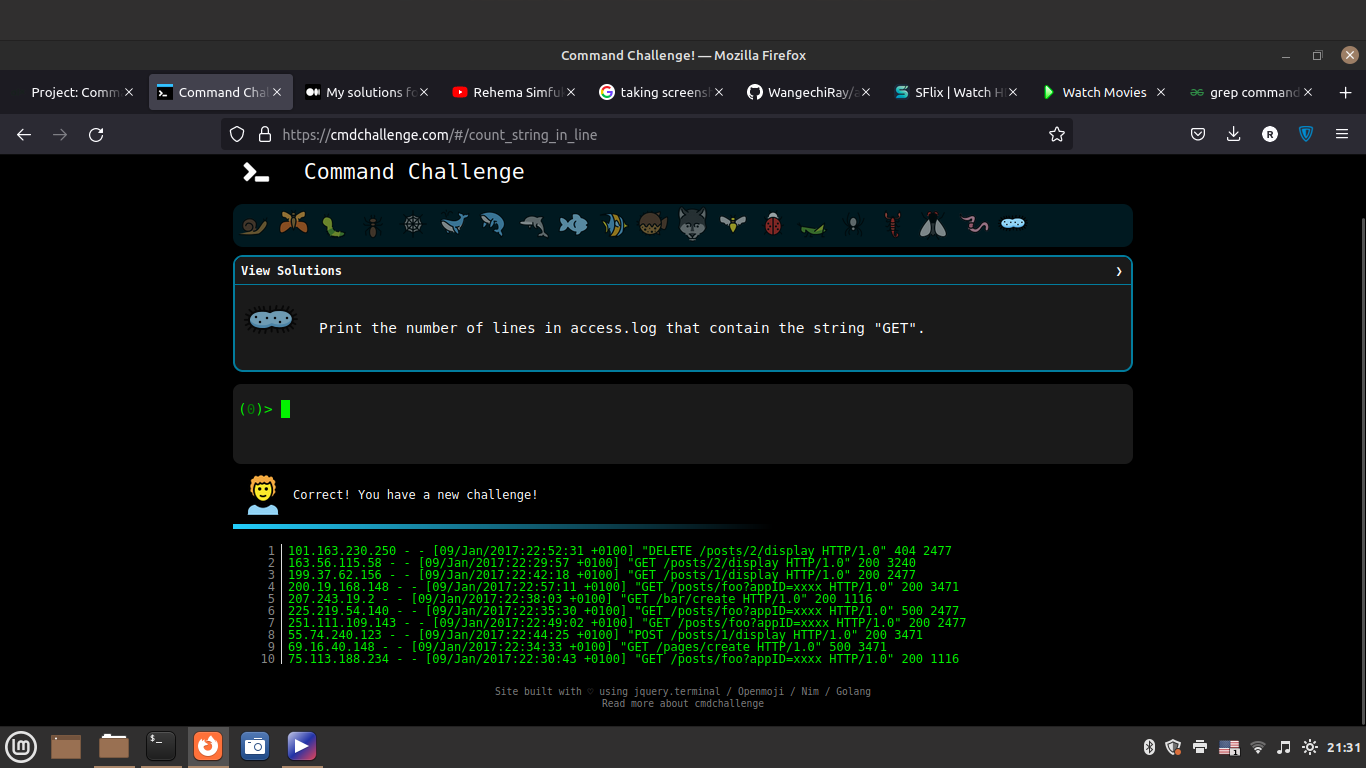 Command Challenge! — Mozilla Firefox
Project: Comm
Command Chal
My solutions fo
Rehema Simfu
taking screensh
WangechiRay/a
SFlix | Watch H
Watch Movies
grep command
https://cmdchallenge.com/#/count_string_in_line
R
Command Challenge
View Solutions
Print the number of lines in access.log that contain the string "GET".
(0)>
Correct! You have a new challenge!
1 101.163.230.250 - - [09/Jan/2017:22:52:31 +0100] "DELETE /posts/2/display HTTP/1.0" 404 2477
2 163.56.115.58 - - [09/Jan/2017:22:29:57 +0100] "GET /posts/2/display HTTP/1.0" 200 3240
3 199.37.62.156 - - [09/Jan/2017:22:42:18 +0100] "GET /posts/1/display HTTP/1.0" 200 2477
4 200.19.168.148 - - [09/Jan/2017:22:57:11 +0100] "GET /posts/foo?appID=xxxx HTTP/1.0" 200 3471
5 207.243.19.2 - - [09/Jan/2017:22:38:03 +0100] "GET /bar/create HTTP/1.0" 200 1116
6 225.219.54.140 - - [09/Jan/2017:22:35:30 +0100] "GET /posts/foo?appID=xxxx HTTP/1.0" 500 2477
7 251.111.109.143 - - [09/Jan/2017:22:49:02 +0100] "GET /posts/foo?appID=xxxx HTTP/1.0" 200 2477
8 55.74.240.123 - - [09/Jan/2017:22:44:25 +0100] "POST /posts/1/display HTTP/1.0" 200 3471
9 69.16.40.148 - - [09/Jan/2017:22:34:33 +0100] "GET /pages/create HTTP/1.0" 500 3471
10 75.113.188.234 - - [09/Jan/2017:22:30:43 +0100] "GET /posts/foo?appID=xxxx HTTP/1.0" 200 1116
Site built with ♡ using jquery.terminal / Openmoji / Nim / Golang
Read more about cmdchallenge
21:31